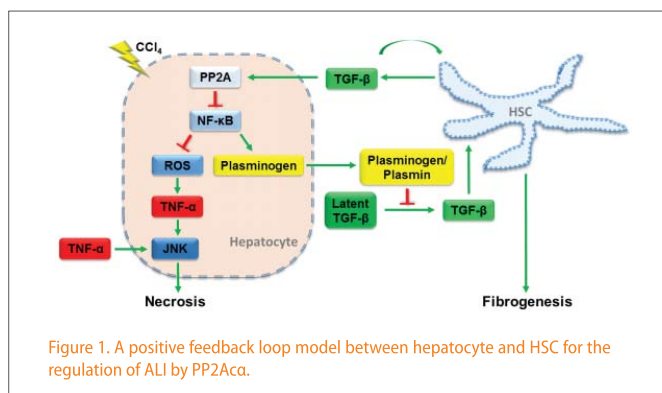 CCl₄
PP2A
TGF-β
HSC
NF-κB
ROS
Plasminogen
Plasminogen/
Plasmin
TNF-α
Latent
TGF-β
TGF-β
Hepatocyte
TNF-α
JNK
Necrosis
Fibrogenesis
Figure 1. A positive feedback loop model between hepatocyte and HSC for the
regulation of ALI by PP2Acα.